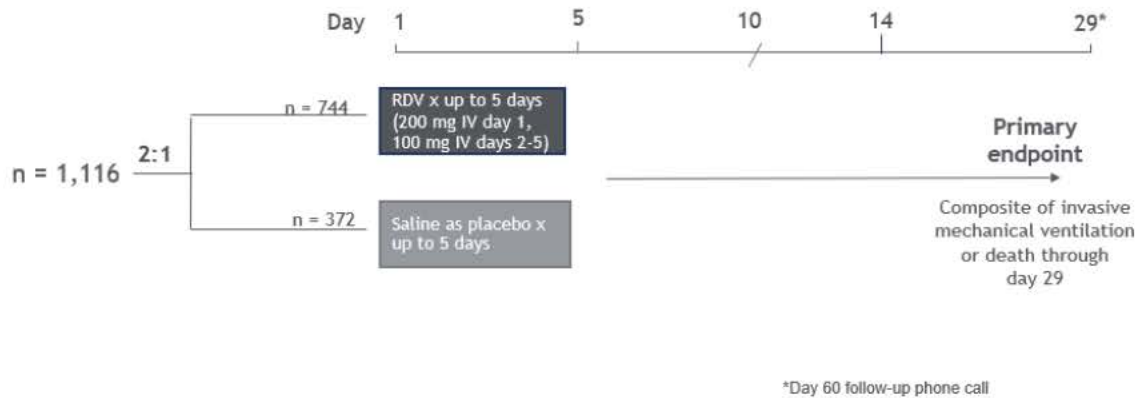 Day 1 5 10 14 29*
n = 744
RDV x up to 5 days
(200 mg IV day 1,
100 mg IV days 2-5)
n = 1,116
2:1
n = 372
Saline as placebo x
up to 5 days
Primary
endpoint
Composite of invasive
mechanical ventilation
or death through
day 29
*Day 60 follow-up phone call